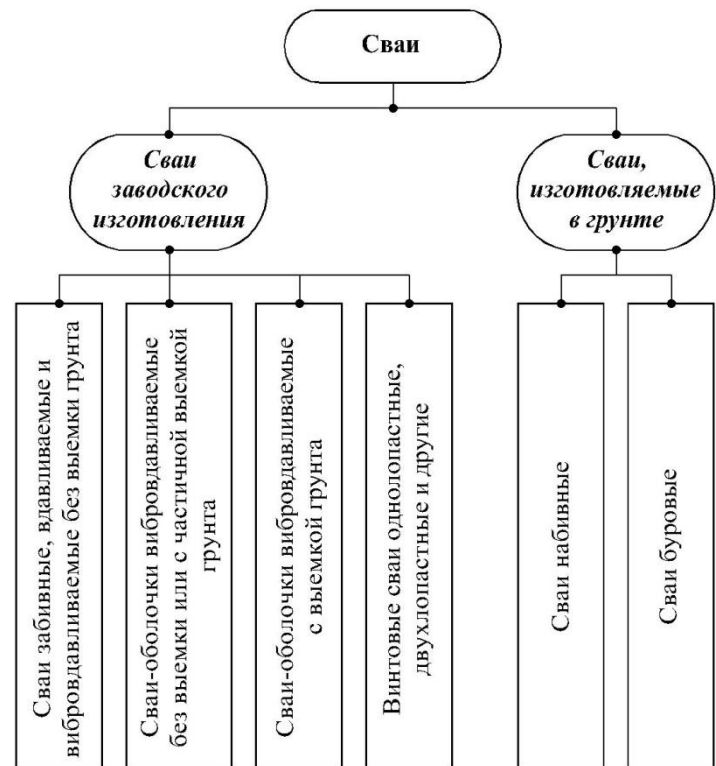 Сваи
Сваи
заводского
изготовления
Сваи,
изготовляемые
в грунте
Сваи забивные, вдавливаемые и
вибровдавливаемые без выемки грунта
Сваи-оболочки вибровдавливаемые
без выемки или с частичной выемкой
грунта
Сваи-оболочки вибровдавливаемые
с выемкой грунта
Винтовые сваи однолопастные,
двухлопастные и другие
Сваи набивные
Сваи буровые